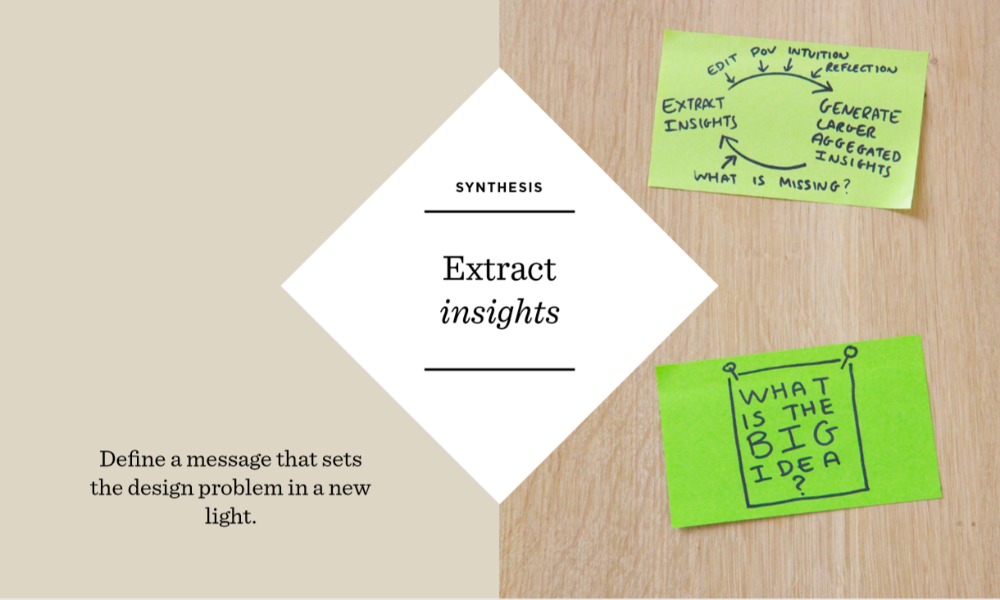 SYNTHESIS
Extract
insights
Define a message that sets
the design problem in a new
light.
EDIT POV INTUITION
REFLECTION
EXTRACT
INSIGHTS
GENERATE
LARGER
AGGEGATED
INSIGHTS
WHAT IS MISSING?
WHAT
IS THE
BIG
IDEA
?